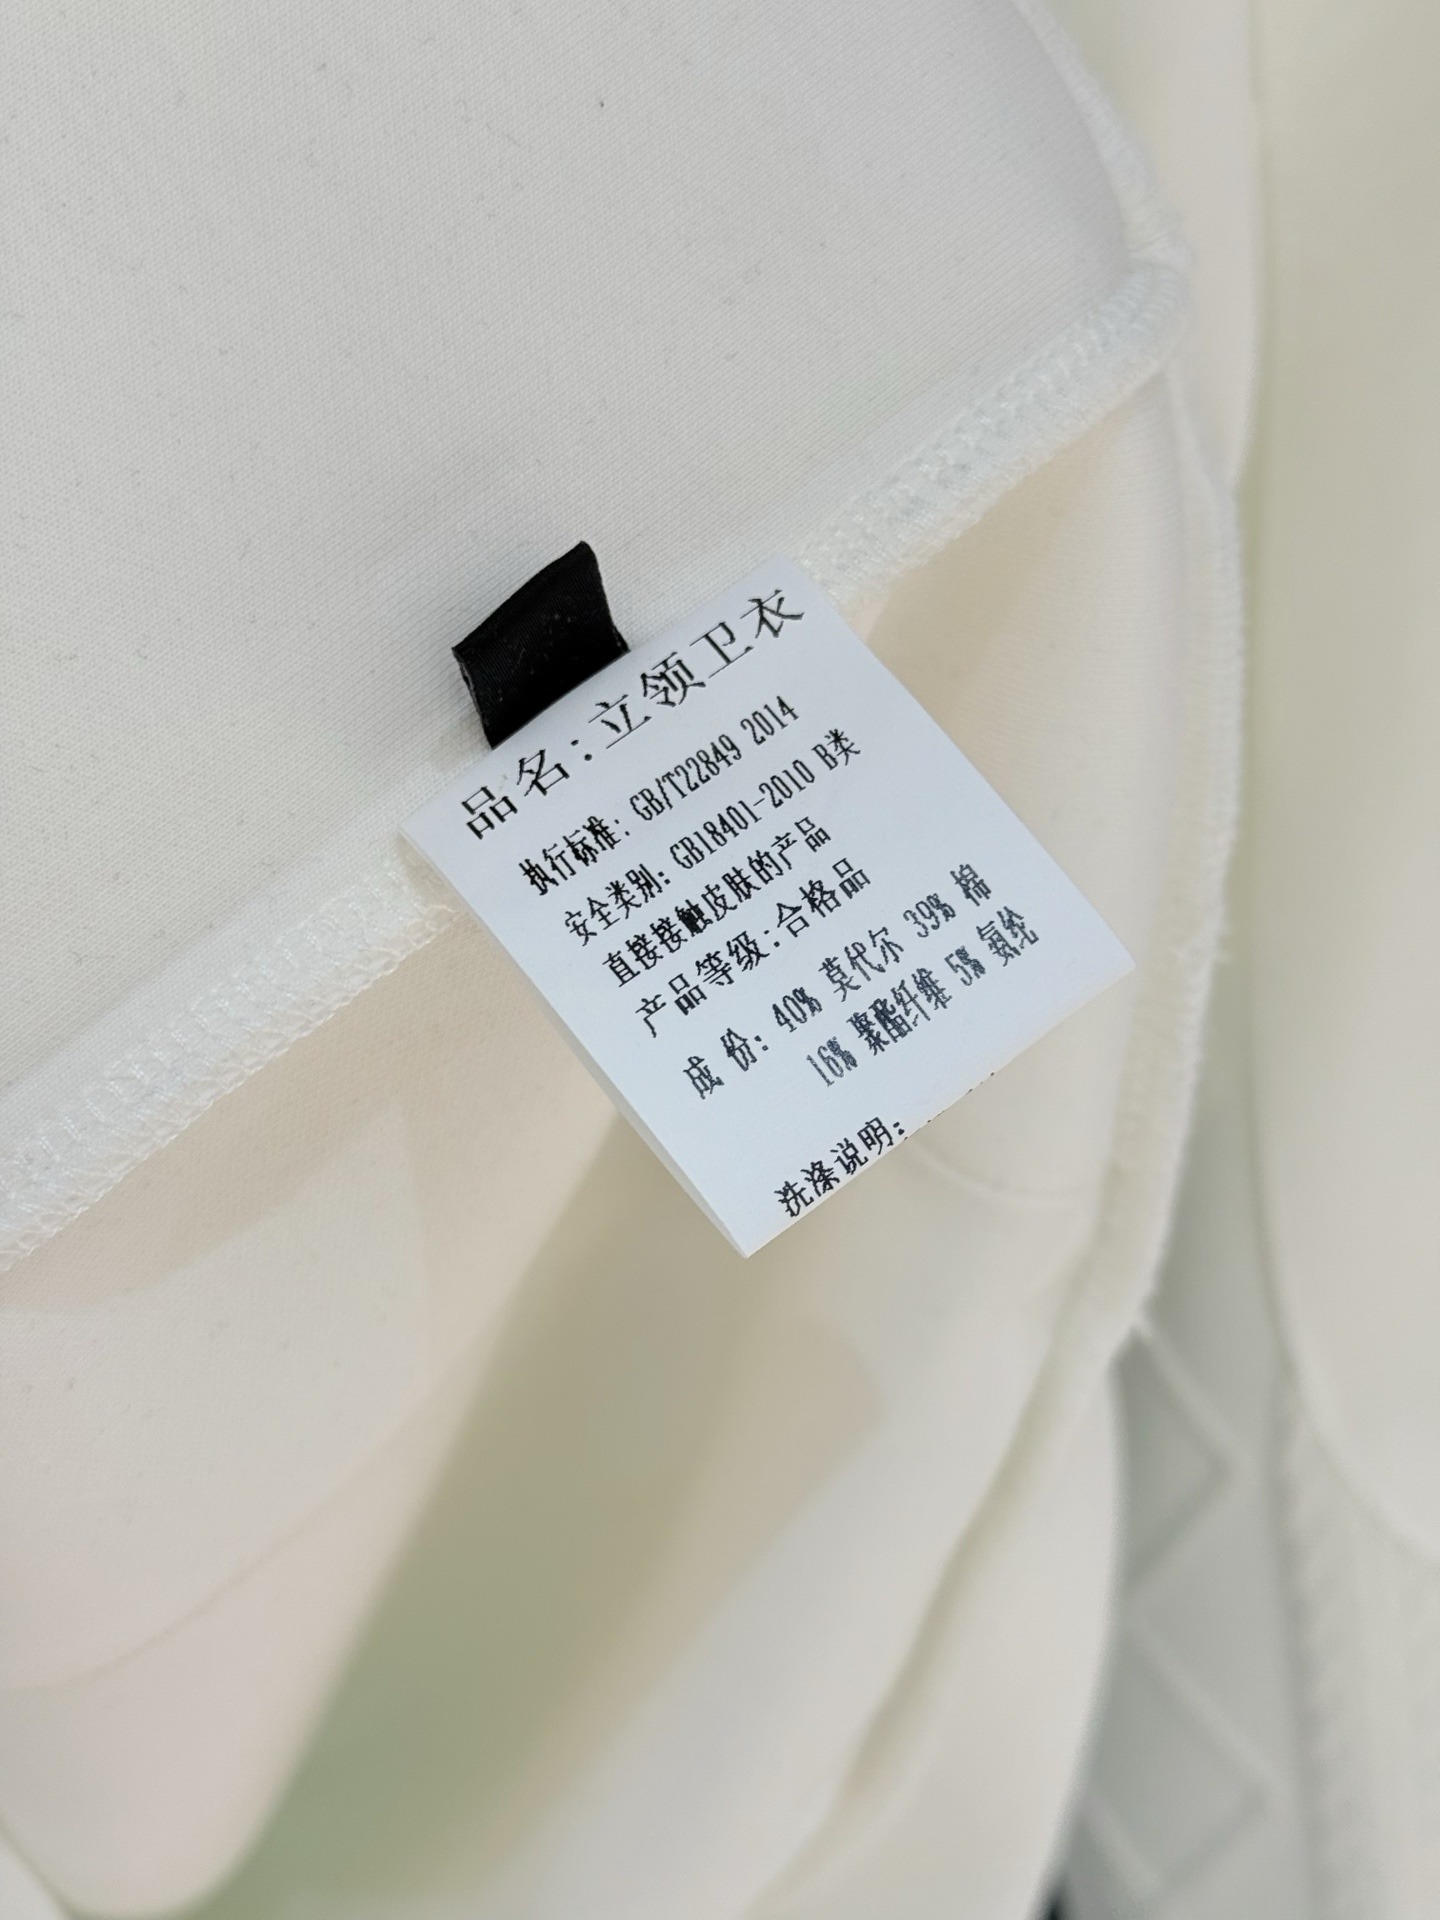 品名:立领卫衣
执行标准: GB/T22849 2014
安全类别: GB18401-2010 B类
直接接触皮肤的产品
产品等级:合格品
成 份: 40% 莫代尔 39% 棉
16% 聚酯纤维 5% 氨纶
洗涤说明: